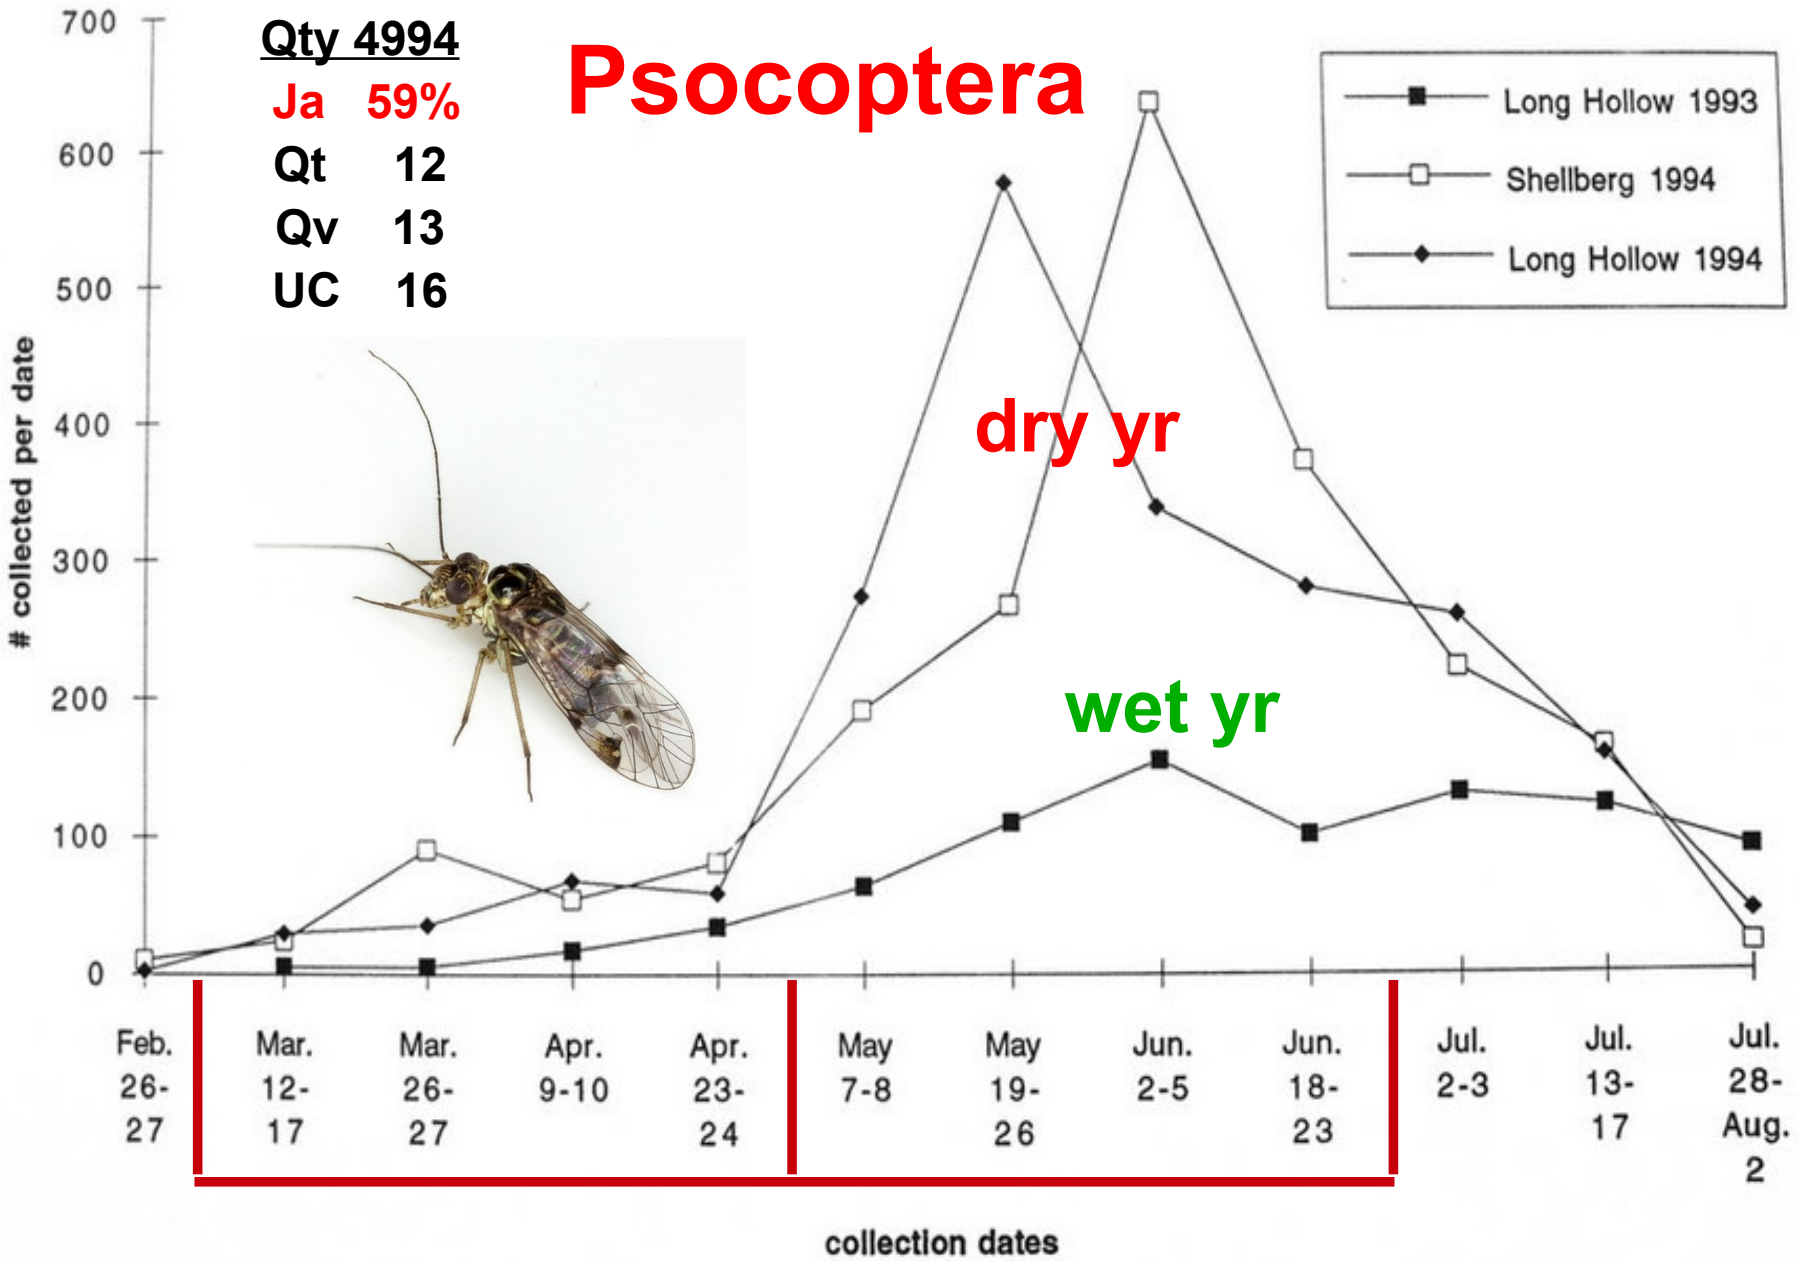 Qty 4994
Ja 59%
Qt 12
Qv 13
UC 16
Psocoptera
Long Hollow 1993
Shellberg 1994
Long Hollow 1994
dry yr
wet yr
# collected per date
700
600
500
400
300
200
100
0
Feb. 26-27
Mar. 12-17
Mar. 26-27
Apr. 9-10
Apr. 23-24
May 7-8
May 19-26
Jun. 2-5
Jun. 18-23
Jul. 2-3
Jul. 13-17
Jul. 28-Aug. 2
collection dates